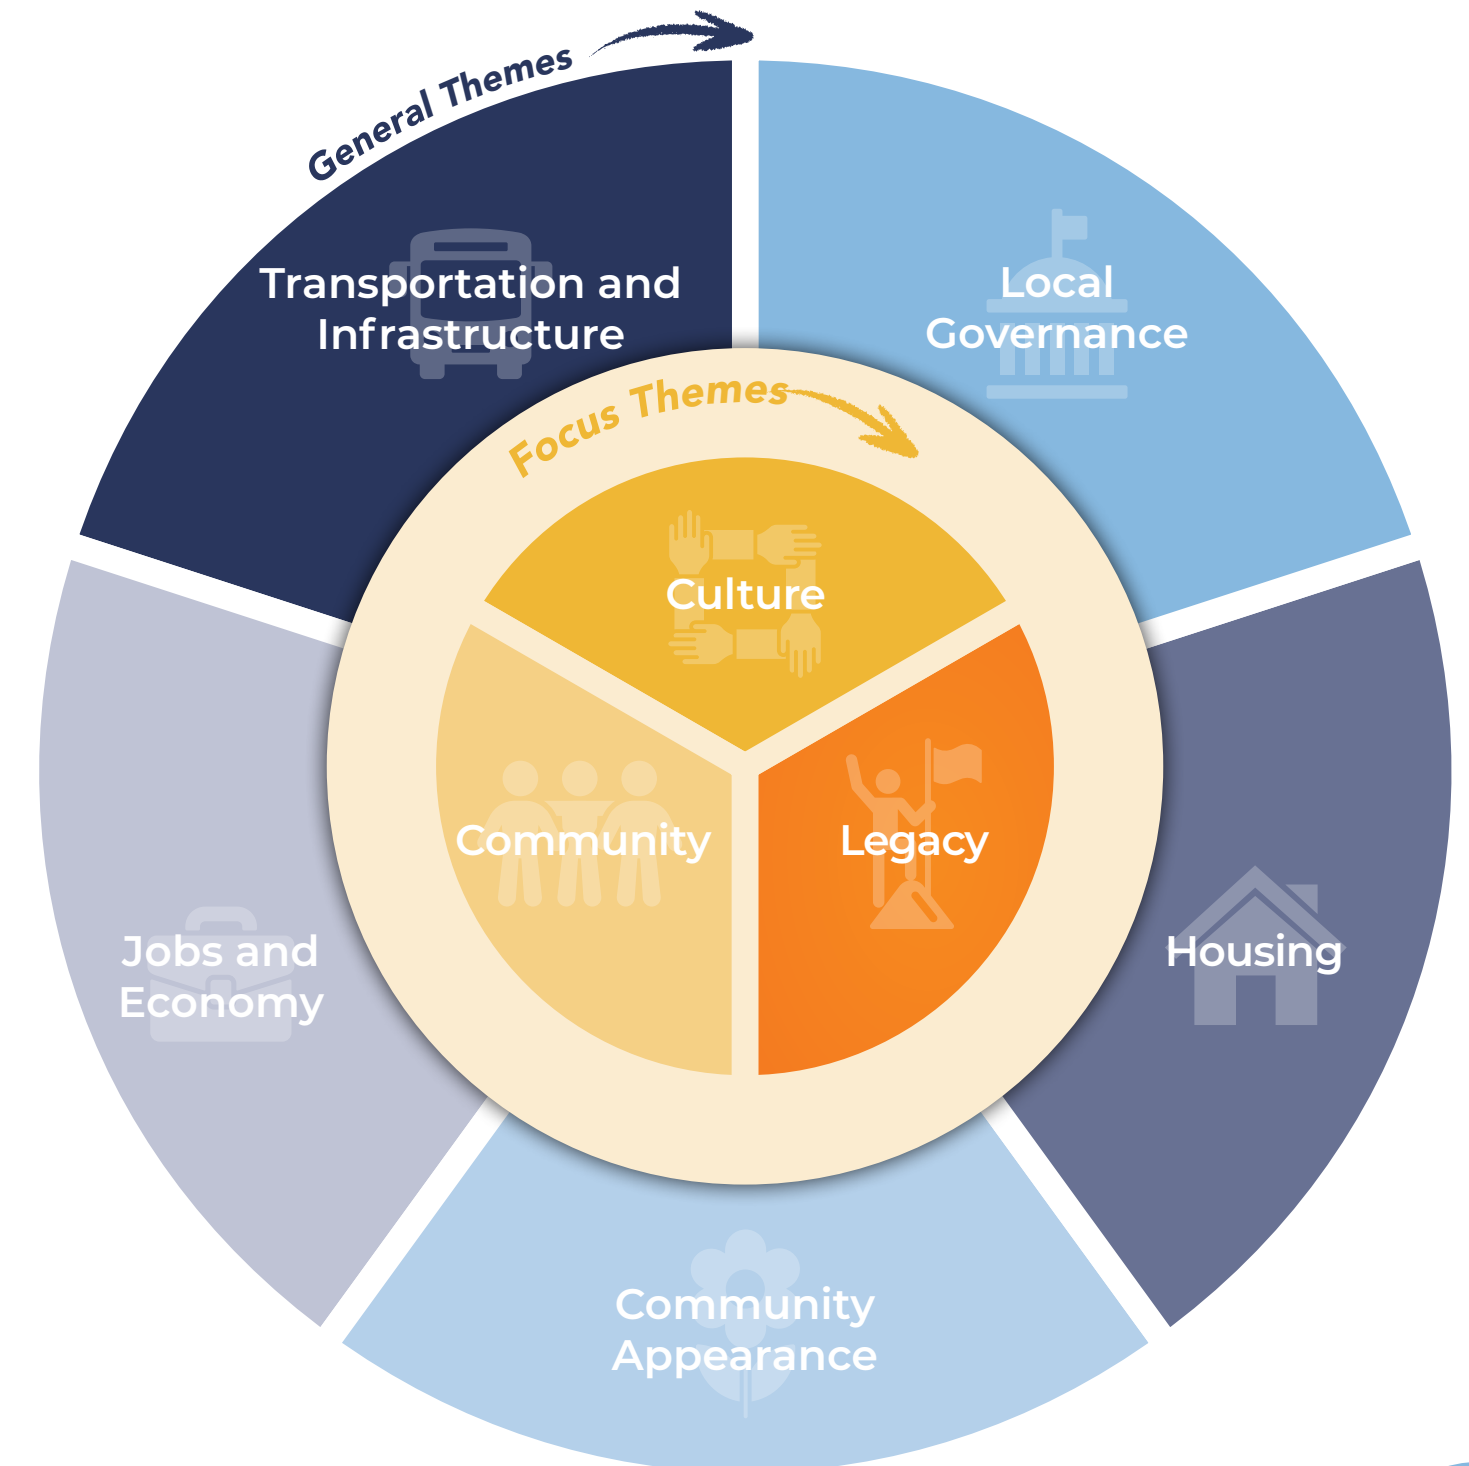 General Themes
Transportation and
Infrastructure
Local
Governance
Focus Themes
Culture
Community
Legacy
Jobs and
Economy
Housing
Community
Appearance